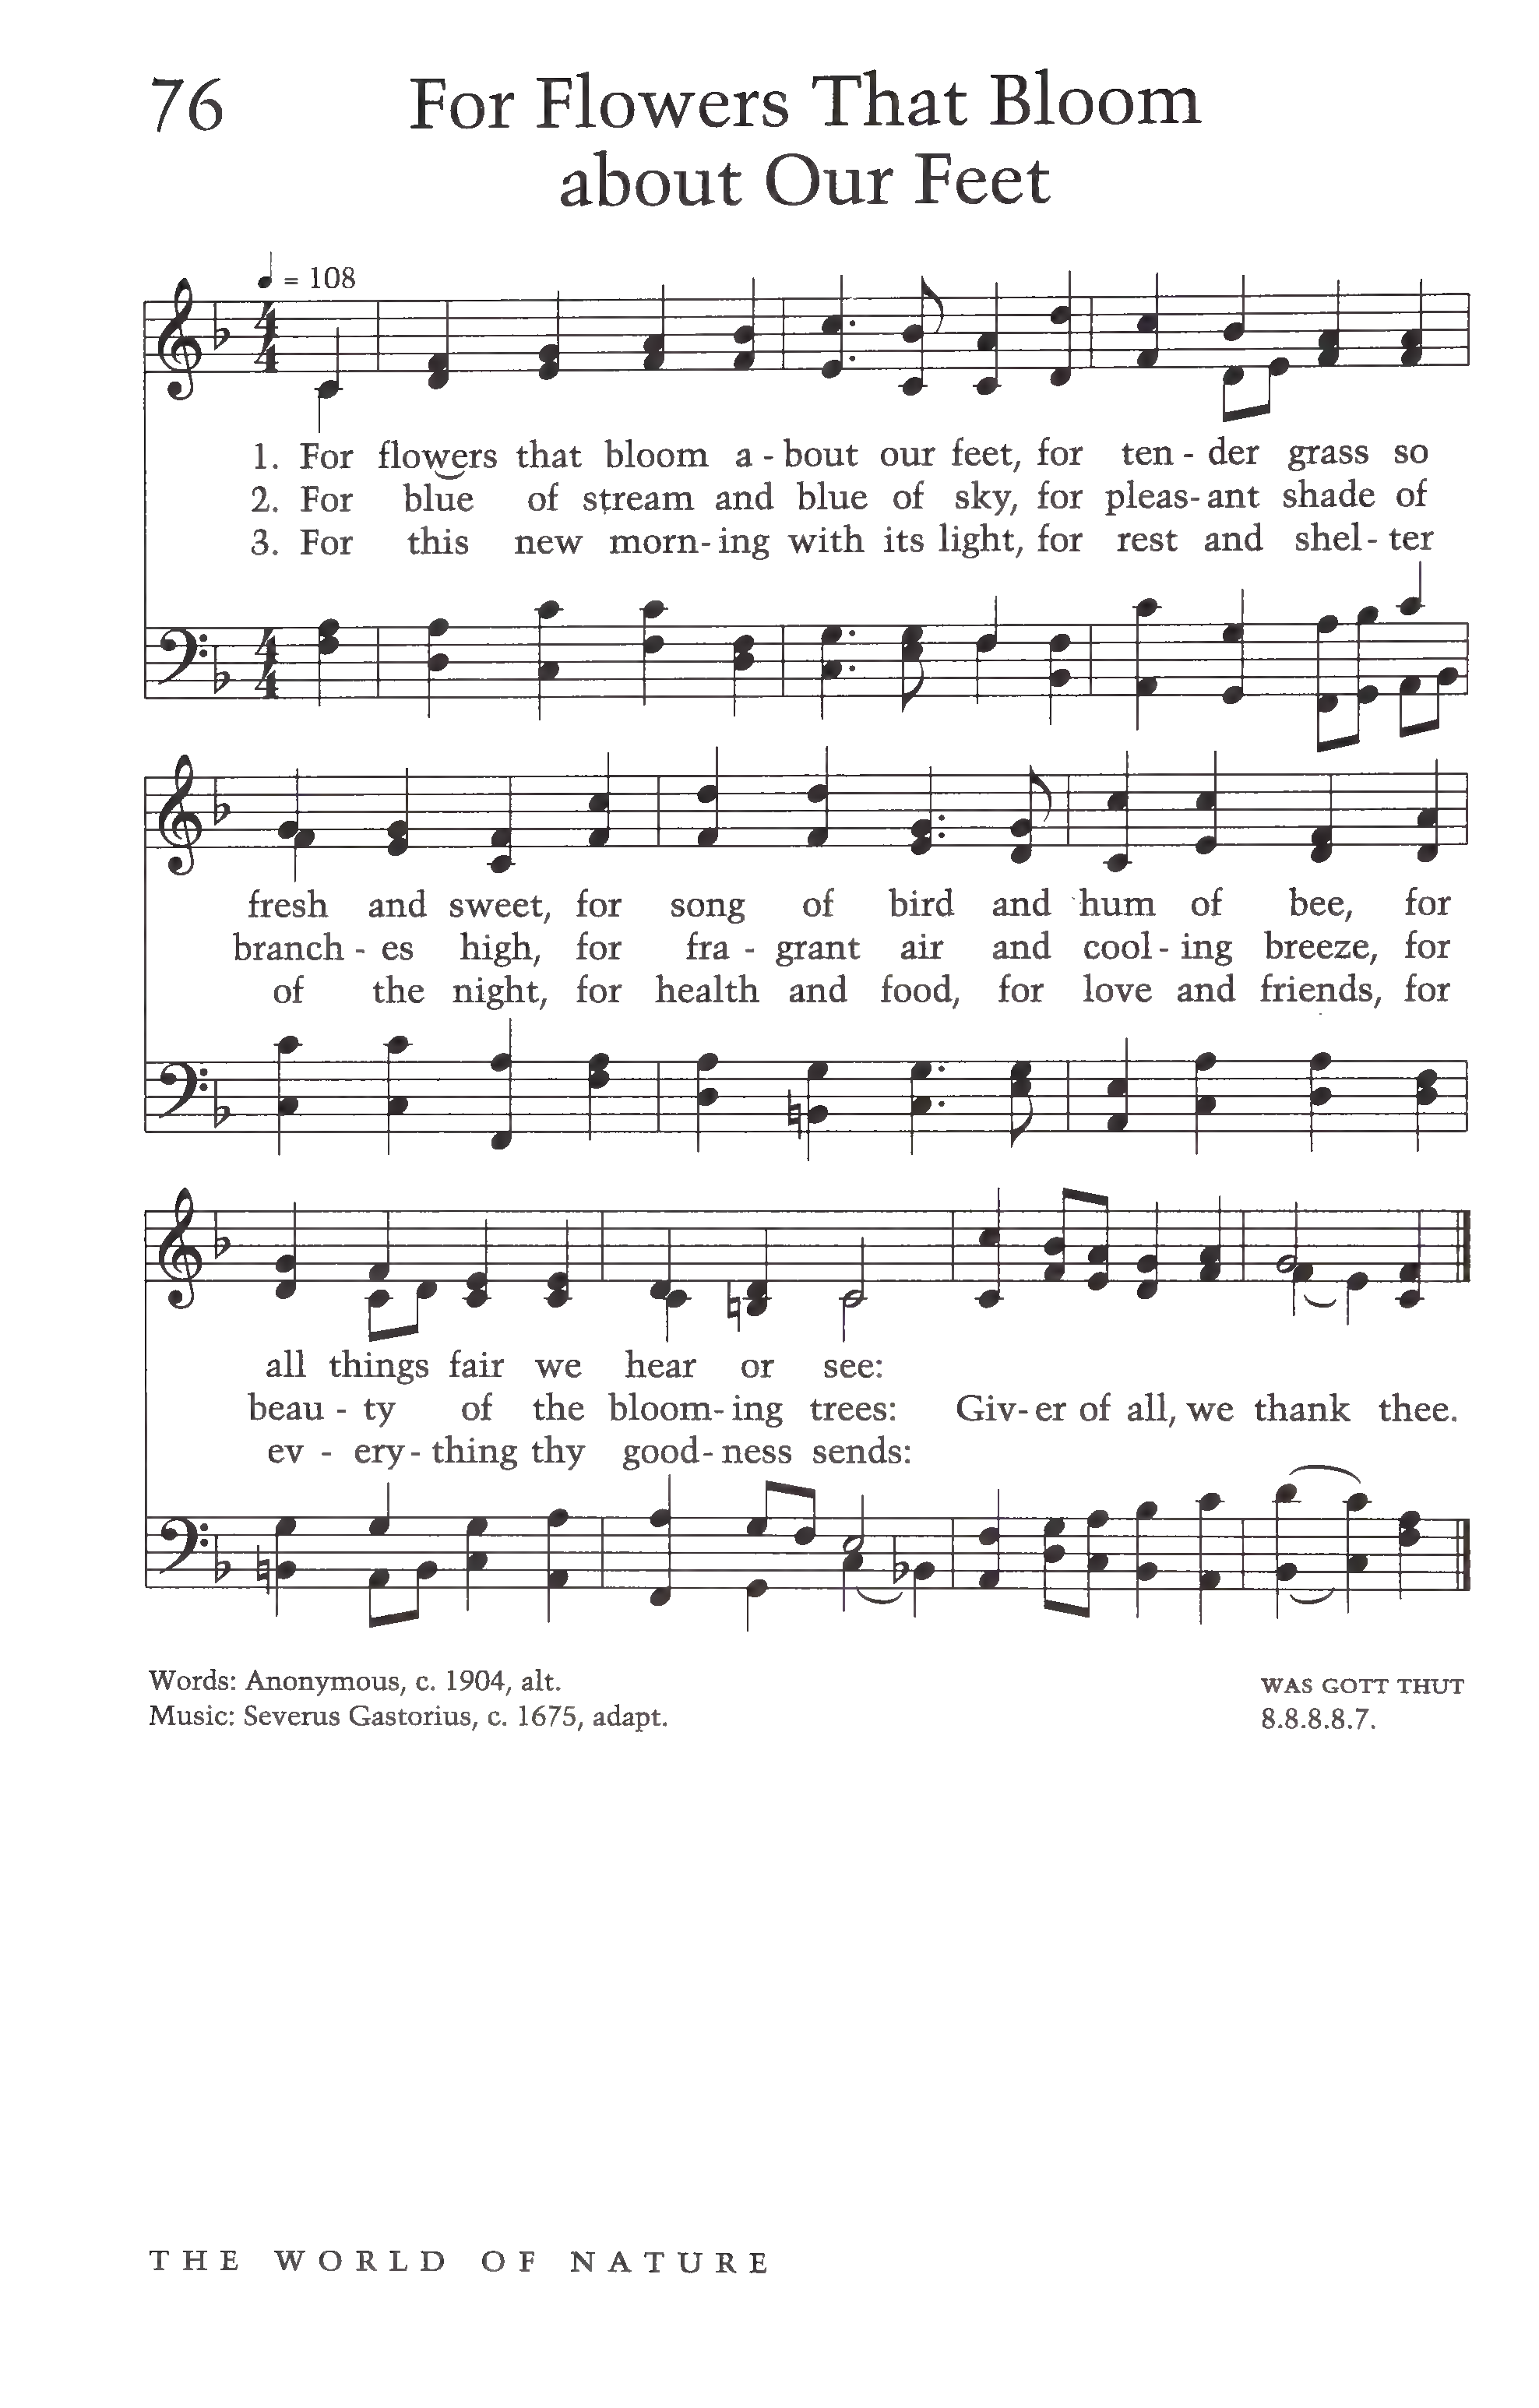 76 For Flowers That Bloom
about Our Feet
♩ = 108
1. For flowers that bloom a - bout our feet, for ten - der grass so
2. For blue of stream and blue of sky, for pleas- ant shade of
3. For this new morn- ing with its light, for rest and shel - ter
fresh and sweet, for song of bird and hum of bee, for
branch - es high, for fra - grant air and cool - ing breeze, for
of the night, for health and food, for love and friends, for
all things fair we hear or see:
beau - ty of the bloom- ing trees: Giv- er of all, we thank thee.
ev - ery - thing thy good- ness sends:
Words: Anonymous, c. 1904, alt. WAS GOTT THUT
Music: Severus Gastorius, c. 1675, adapt. 8.8.8.8.7.
THE WORLD OF NATURE